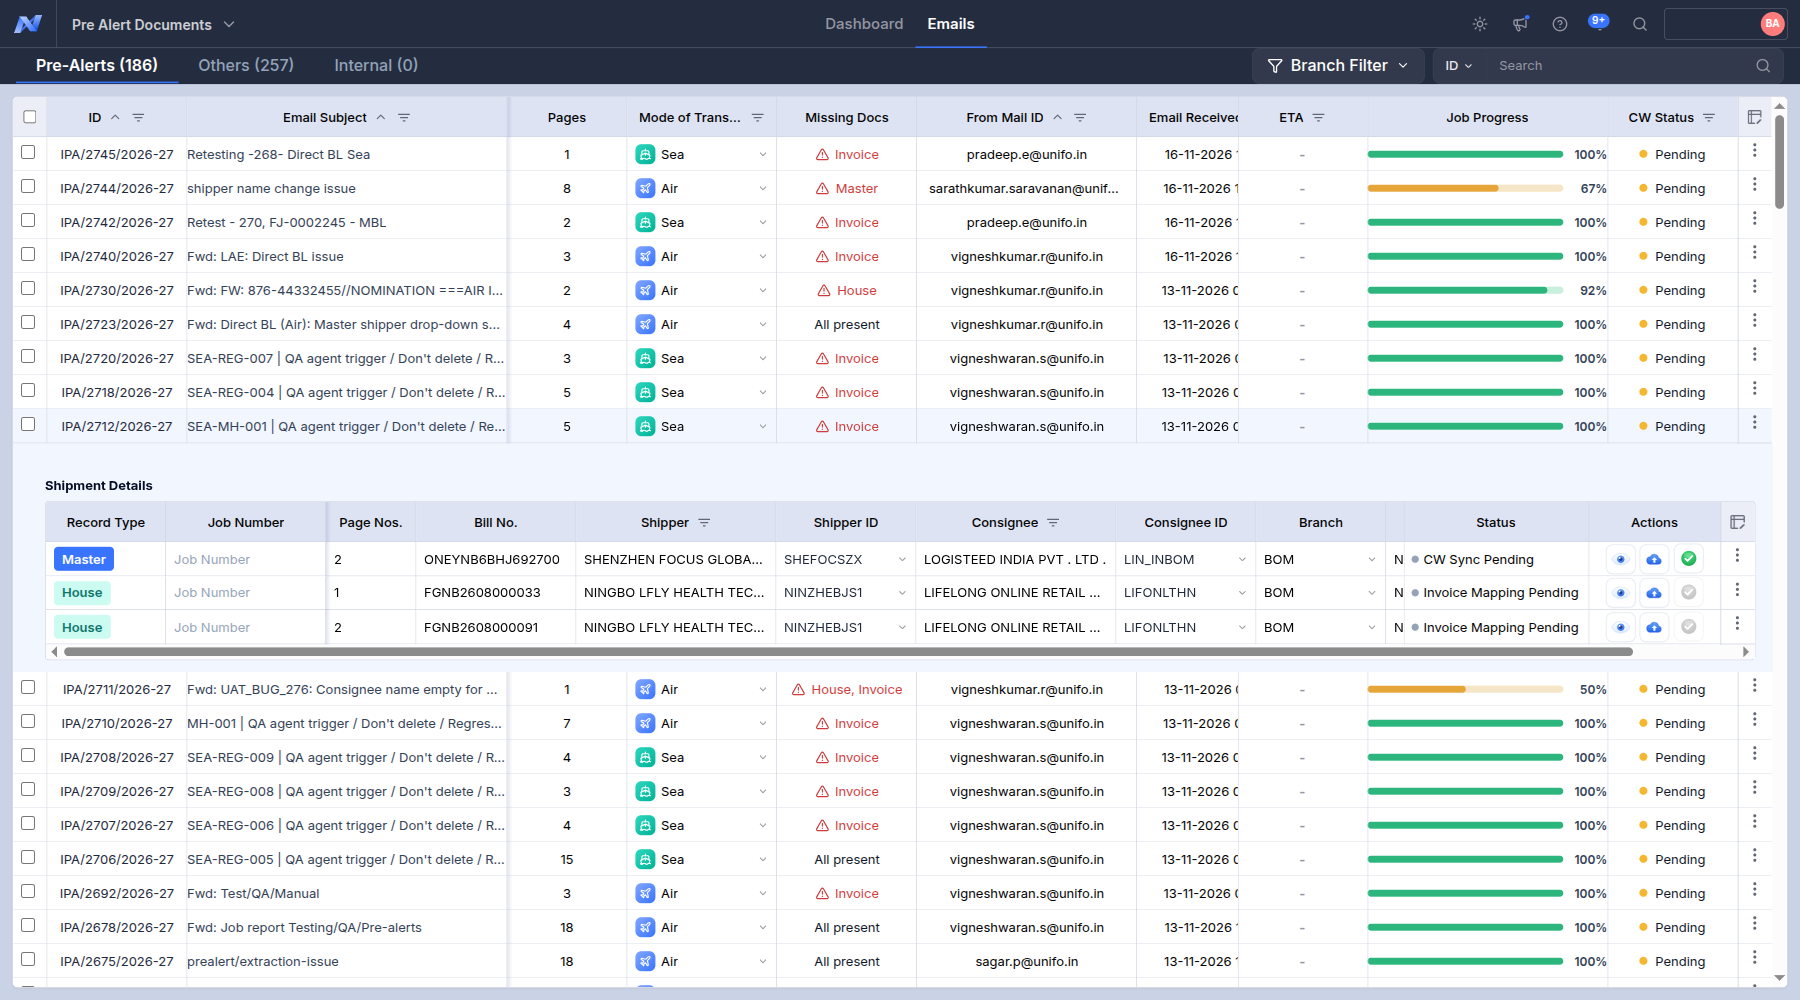 Pre Alert Documents
Dashboard
Emails
9+
BA
Pre-Alerts (186)
Others (257)
Internal (0)
Branch Filter
ID
Search
ID Email Subject Pages Mode of Trans... Missing Docs From Mail ID Email Received ETA Job Progress CW Status
IPA/2745/2026-27 Retesting -268- Direct BL Sea 1 Sea Invoice pradeep.e@unifo.in 16-11-2026 - 100% Pending
IPA/2744/2026-27 shipper name change issue 8 Air Master sarathkumar.saravanan@unif... 16-11-2026 1 - 67% Pending
IPA/2742/2026-27 Retest - 270, FJ-0002245 - MBL 2 Sea Invoice pradeep.e@unifo.in 16-11-2026 - 100% Pending
IPA/2740/2026-27 Fwd: LAE: Direct BL issue 3 Air Invoice vigneshkumar.r@unifo.in 16-11-2026 - 100% Pending
IPA/2730/2026-27 Fwd: FW: 876-44332455//NOMINATION ===AIR I... 2 Air House vigneshkumar.r@unifo.in 13-11-2026 0 - 92% Pending
IPA/2723/2026-27 Fwd: Direct BL (Air): Master shipper drop-down s... 4 Air All present vigneshkumar.r@unifo.in 13-11-2026 0 - 100% Pending
IPA/2720/2026-27 SEA-REG-007 | QA agent trigger / Don't delete / R... 3 Sea Invoice vigneshwaran.s@unifo.in 13-11-2026 0 - 100% Pending
IPA/2718/2026-27 SEA-REG-004 | QA agent trigger / Don't delete / R... 5 Sea Invoice vigneshwaran.s@unifo.in 13-11-2026 0 - 100% Pending
IPA/2712/2026-27 SEA-MH-001 | QA agent trigger / Don't delete / Re... 5 Sea Invoice vigneshwaran.s@unifo.in 13-11-2026 0 - 100% Pending
Shipment Details
Record Type Job Number Page Nos. Bill No. Shipper Shipper ID Consignee Consignee ID Branch Status Actions
Master Job Number 2 ONEYNB6BHJ692700 SHENZHEN FOCUS GLOBA... SHEFOCSZX LOGISTEED INDIA PVT . LTD . LIN_INBOM BOM N CW Sync Pending
House Job Number 1 FGNB2608000033 NINGBO LFLY HEALTH TEC... NINZHEBJS1 LIFELONG ONLINE RETAIL ... LIFONLTHN BOM N Invoice Mapping Pending
House Job Number 2 FGNB2608000091 NINGBO LFLY HEALTH TEC... NINZHEBJS1 LIFELONG ONLINE RETAIL ... LIFONLTHN BOM N Invoice Mapping Pending
IPA/2711/2026-27 Fwd: UAT_BUG_276: Consignee name empty for ... 1 Air House, Invoice vigneshkumar.r@unifo.in 13-11-2026 0 - 50% Pending
IPA/2710/2026-27 MH-001 | QA agent trigger / Don't delete / Regres... 7 Air Invoice vigneshwaran.s@unifo.in 13-11-2026 0 - 100% Pending
IPA/2708/2026-27 SEA-REG-009 | QA agent trigger / Don't delete / R... 4 Sea Invoice vigneshwaran.s@unifo.in 13-11-2026 0 - 100% Pending
IPA/2709/2026-27 SEA-REG-008 | QA agent trigger / Don't delete / R... 3 Sea Invoice vigneshwaran.s@unifo.in 13-11-2026 0 - 100% Pending
IPA/2707/2026-27 SEA-REG-006 | QA agent trigger / Don't delete / R... 4 Sea Invoice vigneshwaran.s@unifo.in 13-11-2026 0 - 100% Pending
IPA/2706/2026-27 SEA-REG-005 | QA agent trigger / Don't delete / R... 15 Sea All present vigneshwaran.s@unifo.in 13-11-2026 0 - 100% Pending
IPA/2692/2026-27 Fwd: Test/QA/Manual 3 Air Invoice vigneshwaran.s@unifo.in 13-11-2026 0 - 100% Pending
IPA/2678/2026-27 Fwd: Job report Testing/QA/Pre-alerts 18 Air All present vigneshwaran.s@unifo.in 13-11-2026 - 100% Pending
IPA/2675/2026-27 prealert/extraction-issue 18 Air All present sagar.p@unifo.in 13-11-2026 - 100% Pending